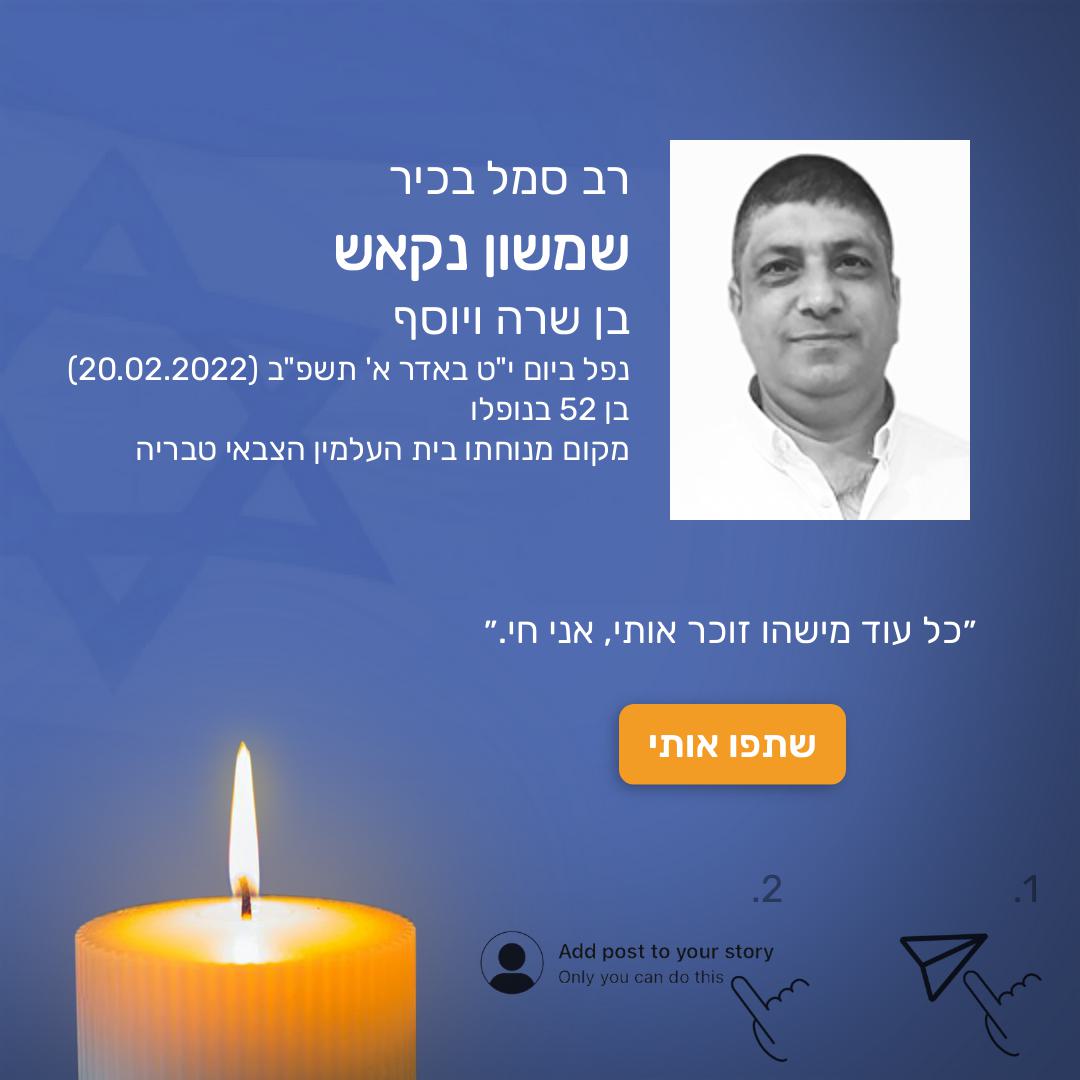 רב סמל בכיר
שמשון נקאש
בן שרה ויוסף
נפל ביום י"ט באדר א' תשפ"ב (20.02.2022)
בן 52 בנופלו
מקום מנוחתו בית העלמין הצבאי טבריה
״כל עוד מישהו זוכר אותי, אני חי.״
שתפו אותי
1.
2.
Add post to your story
Only you can do this